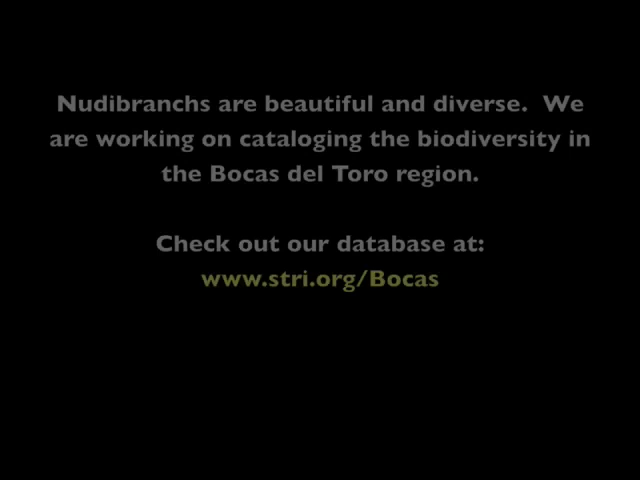 Nudibranchs are beautiful and diverse.  We
are working on cataloging the biodiversity in
the Bocas del Toro region.
Check out our database at:
www.stri.org/Bocas